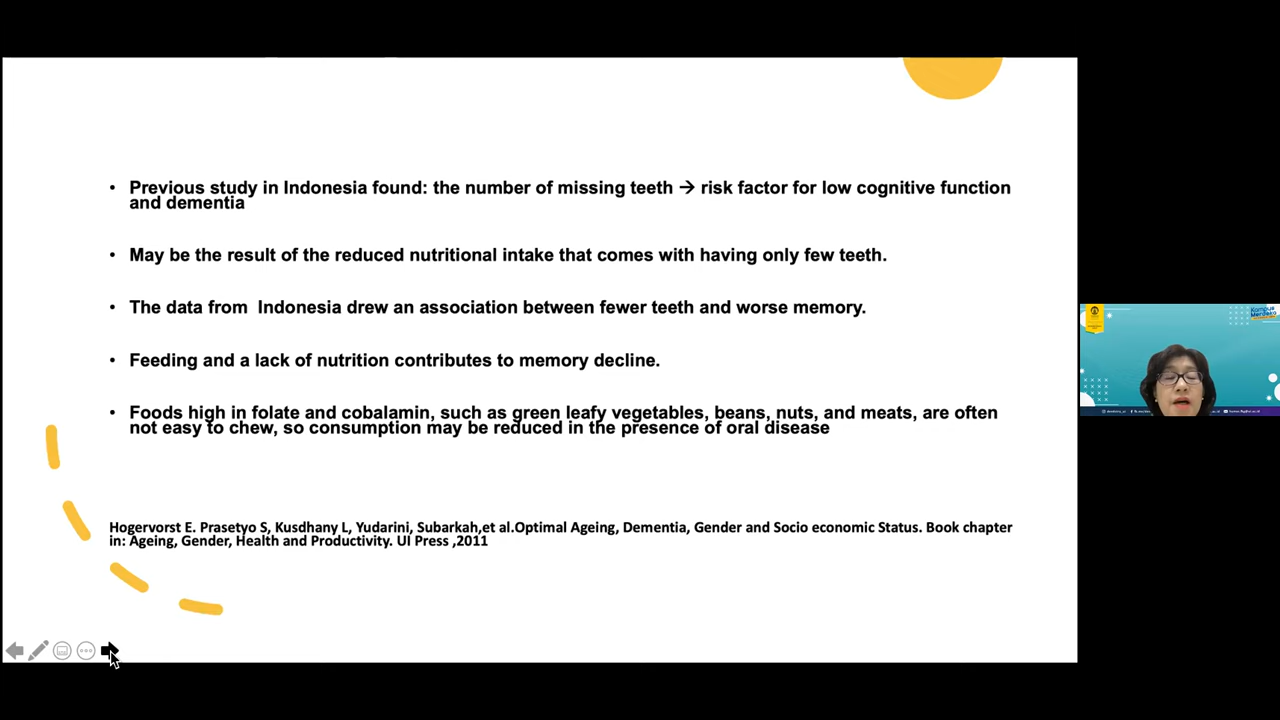 • Previous study in Indonesia found: the number of missing teeth → risk factor for low cognitive function
and dementia
• May be the result of the reduced nutritional intake that comes with having only few teeth.
• The data from  Indonesia drew an association between fewer teeth and worse memory.
• Feeding and a lack of nutrition contributes to memory decline.
• Foods high in folate and cobalamin, such as green leafy vegetables, beans, nuts, and meats, are often
not easy to chew, so consumption may be reduced in the presence of oral disease
Hogervorst E. Prasetyo S, Kusdhany L, Yudarini, Subarkah,et al.Optimal Ageing, Dementia, Gender and Socio economic Status. Book chapter
in: Ageing, Gender, Health and Productivity. UI Press ,2011
Kampus
Merdeka